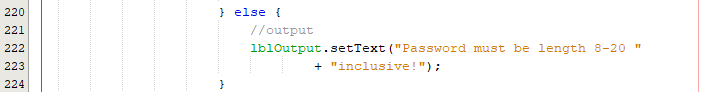 220 } else {
221 //output
222 lblOutput.setText("Password must be length 8-20 "
223 + "inclusive!");
224 }